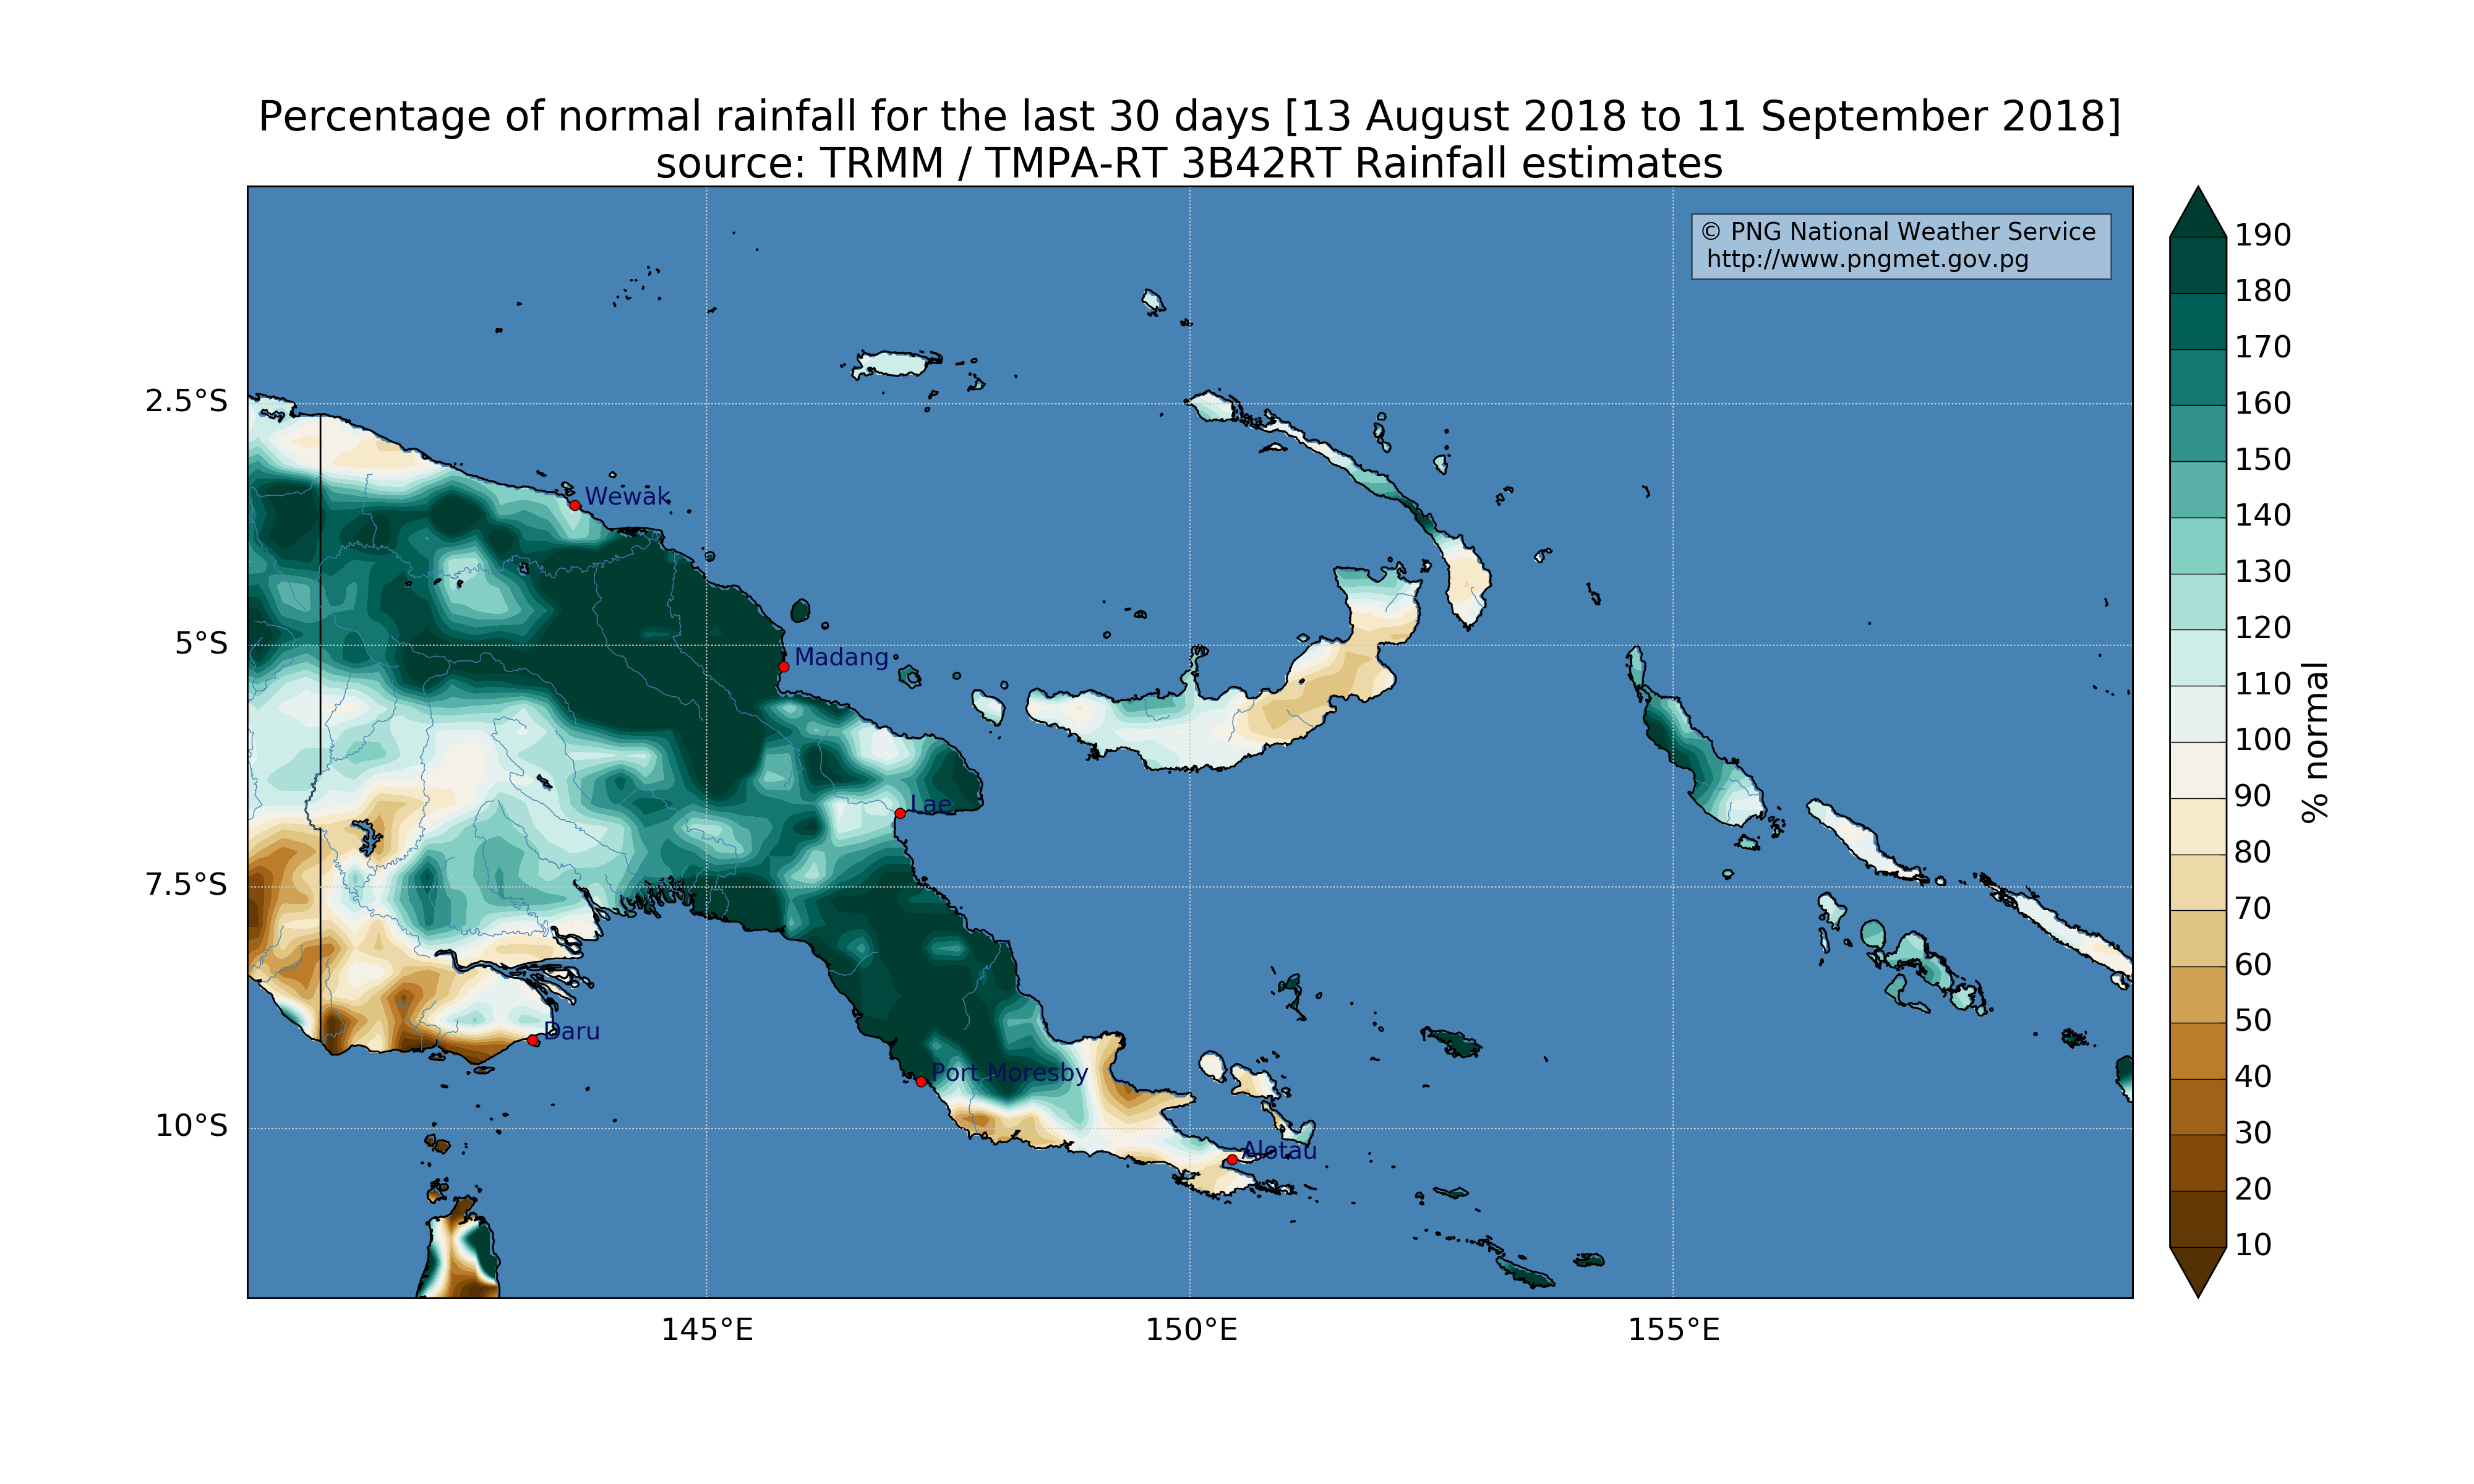 Percentage of normal rainfall for the last 30 days [13 August 2018 to 11 September 2018]
source: TRMM / TMPA-RT 3B42RT Rainfall estimates
© PNG National Weather Service
http://www.pngmet.gov.pg
2.5°S
5°S
7.5°S
10°S
Wewak
Madang
Lae
Daru
Port Moresby
Alotau
145°E
150°E
155°E
190
180
170
160
150
140
130
120
110
100
90
80
70
60
50
40
30
20
10
% normal